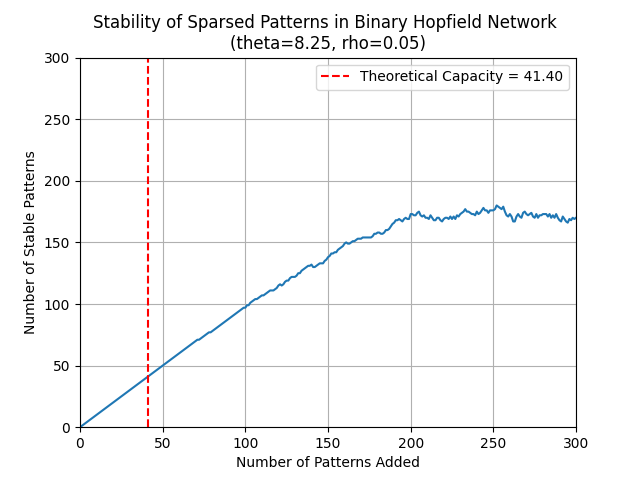 Stability of Sparsed Patterns in Binary Hopfield Network
(theta=8.25, rho=0.05)
Theoretical Capacity = 41.40
Number of Stable Patterns
300
250
200
150
100
50
0
0 50 100 150 200 250 300
Number of Patterns Added